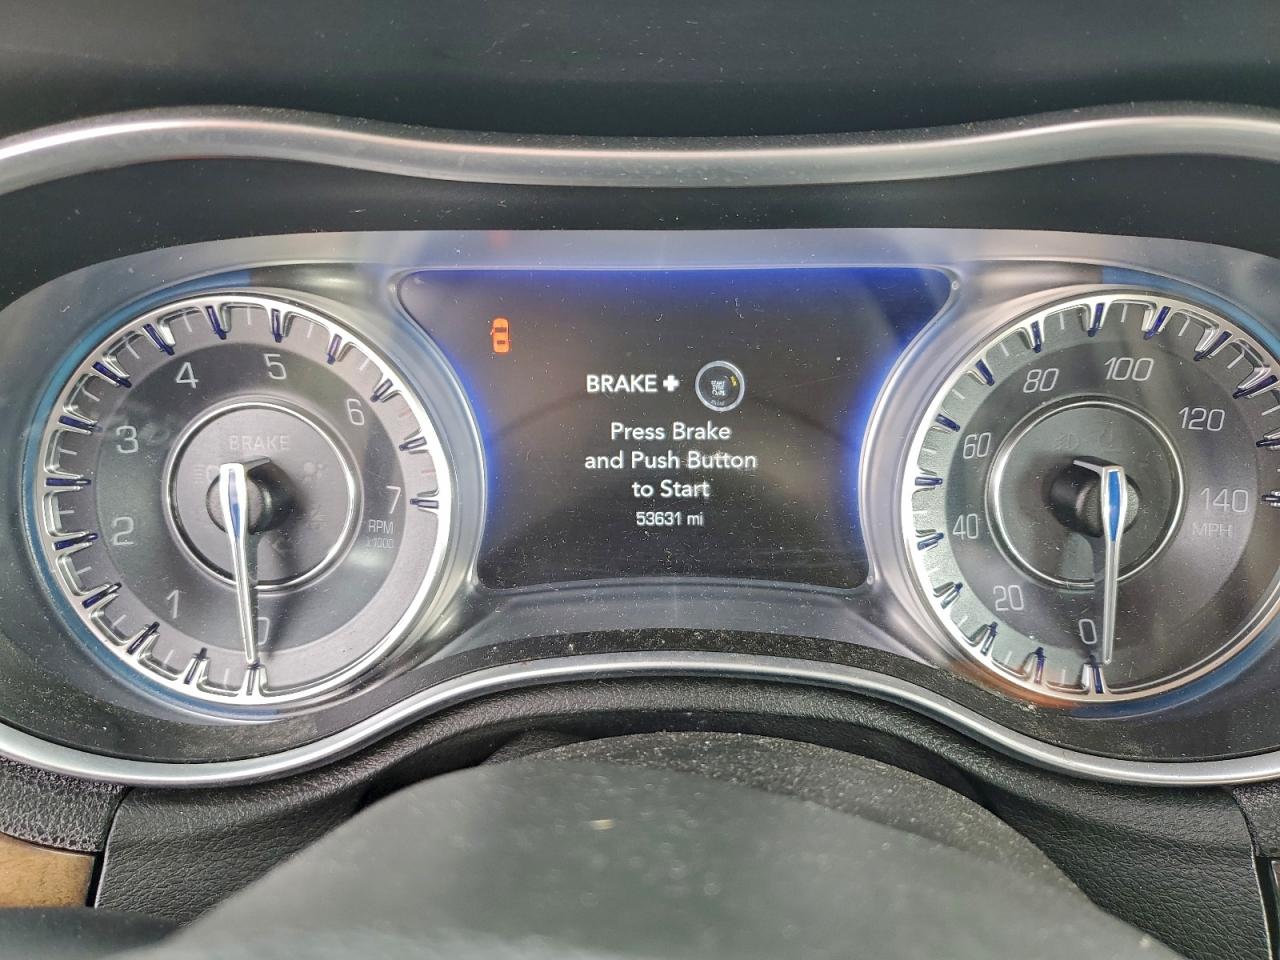 4
5
3
6
BRAKE
2
7
RPM
x1000
1
0
BRAKE +
Press Brake
and Push Button
to Start
53631 mi
80
100
60
120
40
140
MPH
20
0